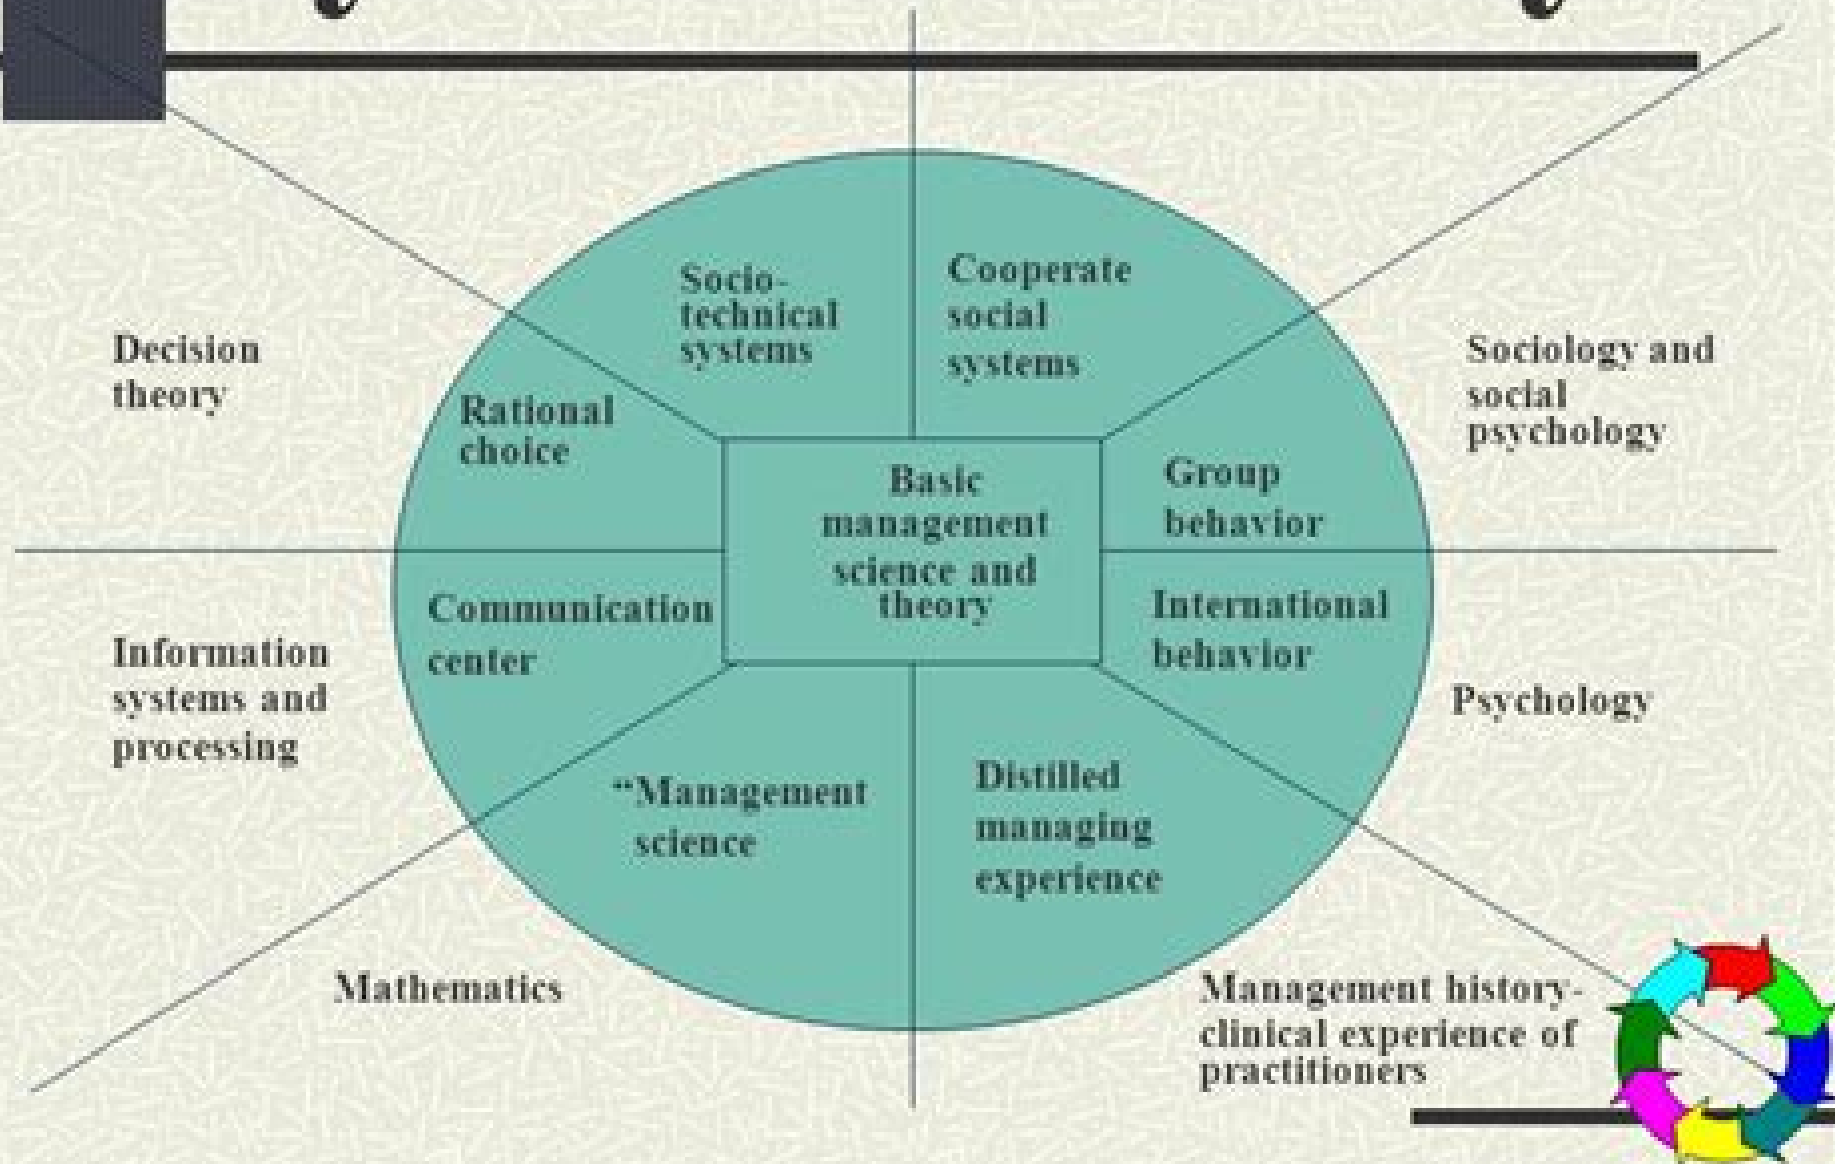 Socio-
technical
systems
Cooperate
social
systems
Decision
theory
Rational
choice
Sociology and
social
psychology
Group
behavior
Basic
management
science and
theory
Communication
center
International
behavior
Information
systems and
processing
Psychology
“Management
science
Distilled
managing
experience
Mathematics
Management history-
clinical experience of
practitioners